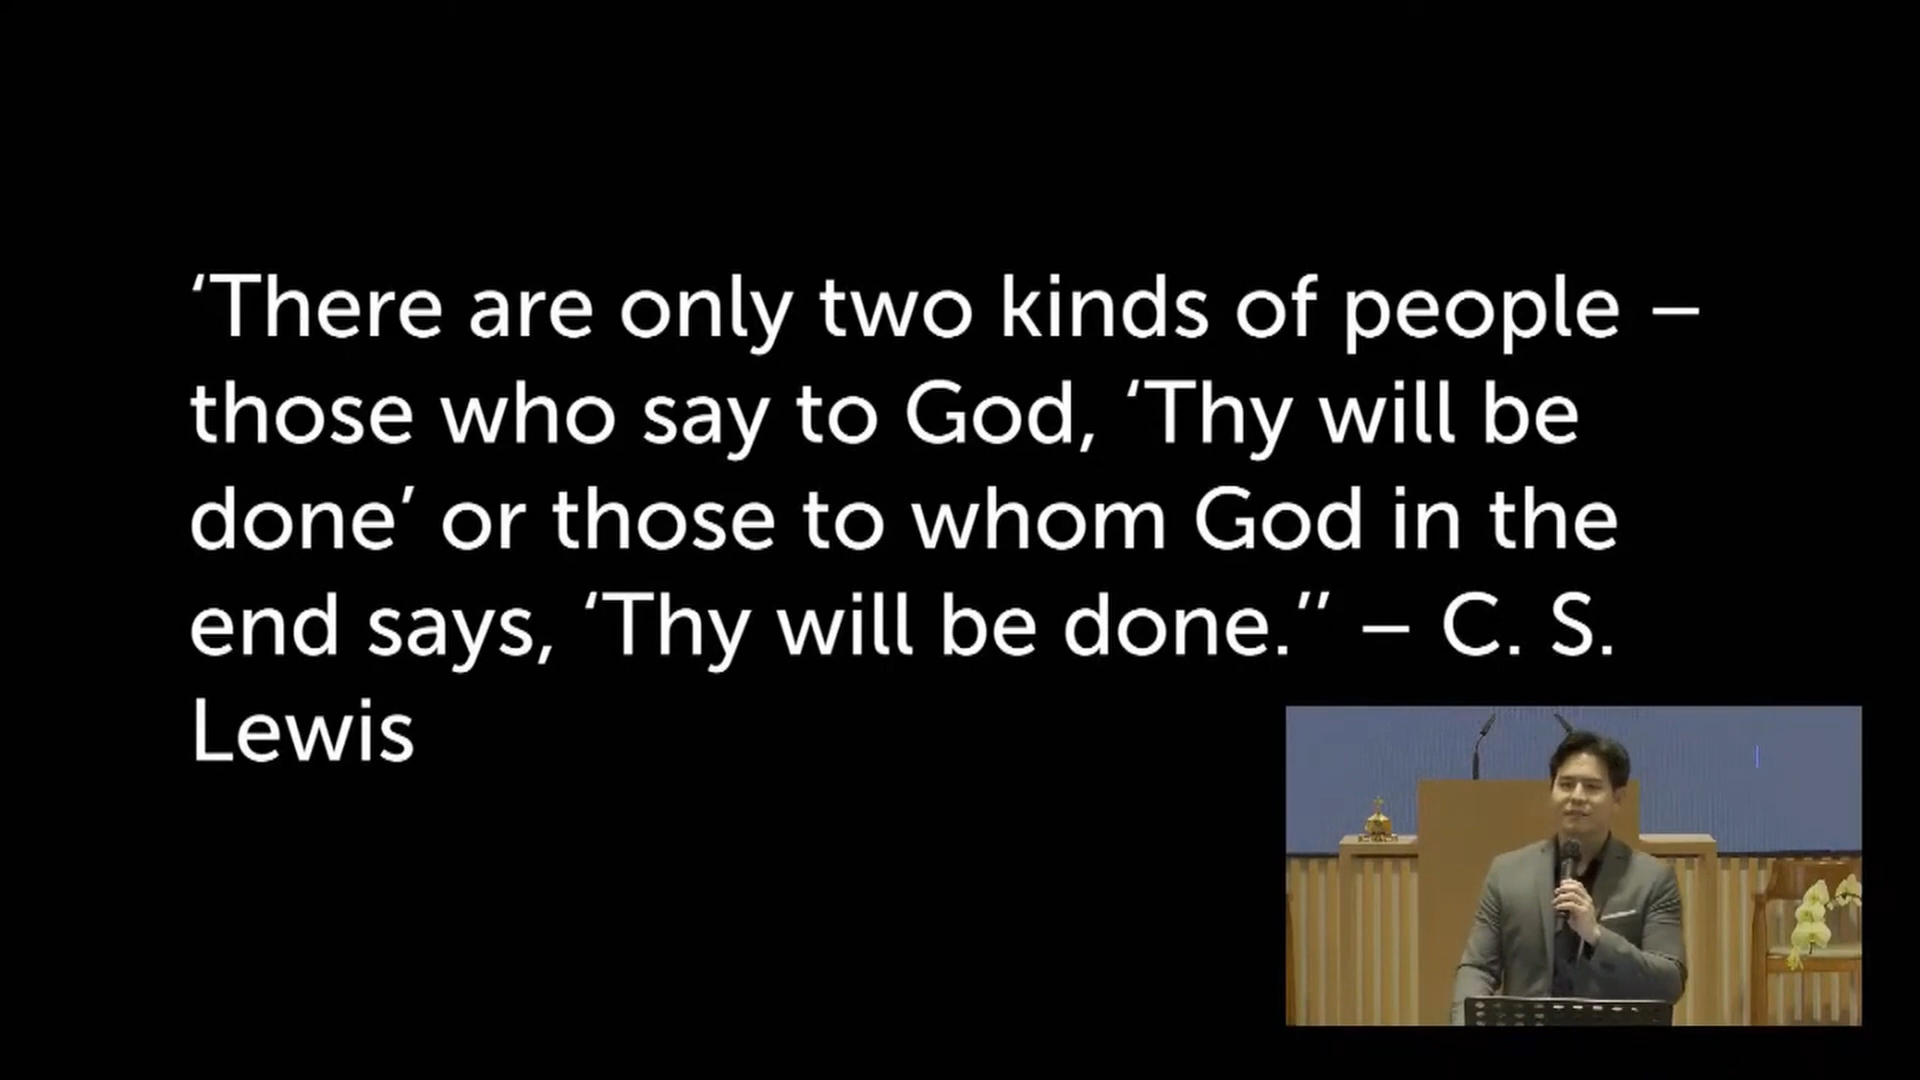 ‘There are only two kinds of people –
those who say to God, ‘Thy will be
done’ or those to whom God in the
end says, ‘Thy will be done.’’ – C. S.
Lewis